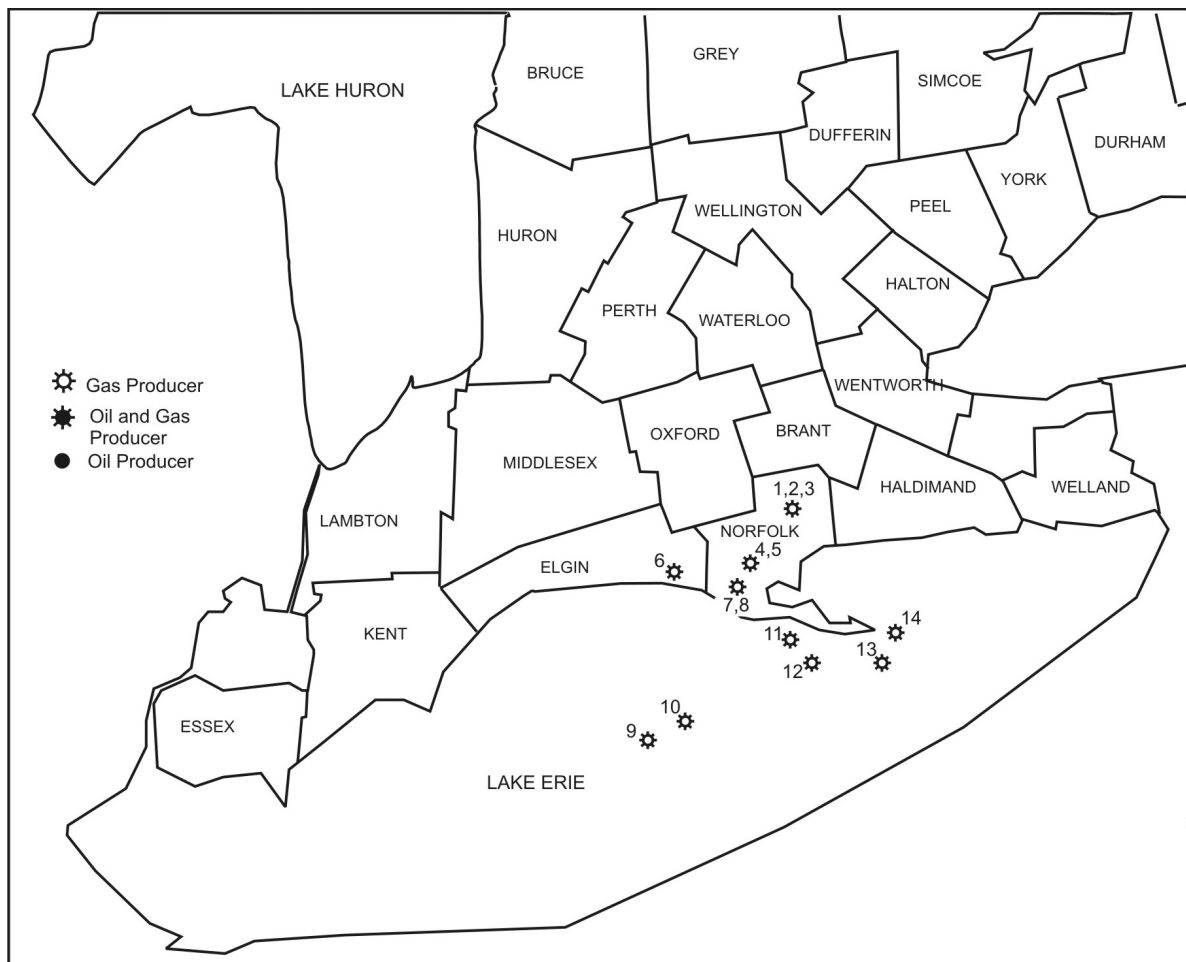 GREY
BRUCE
SIMCOE
LAKE HURON
DUFFERIN
DURHAM
YORK
PEEL
WELLINGTON
HURON
HALTON
PERTH
WATERLOO
Gas Producer
WENTWORTH
Oil and Gas
Producer
OXFORD
BRANT
Oil Producer
MIDDLESEX
HALDIMAND
WELLAND
1,2,3
LAMBTON
NORFOLK
4,5
6
ELGIN
7,8
KENT
14
11
13
12
10
ESSEX
9
LAKE ERIE